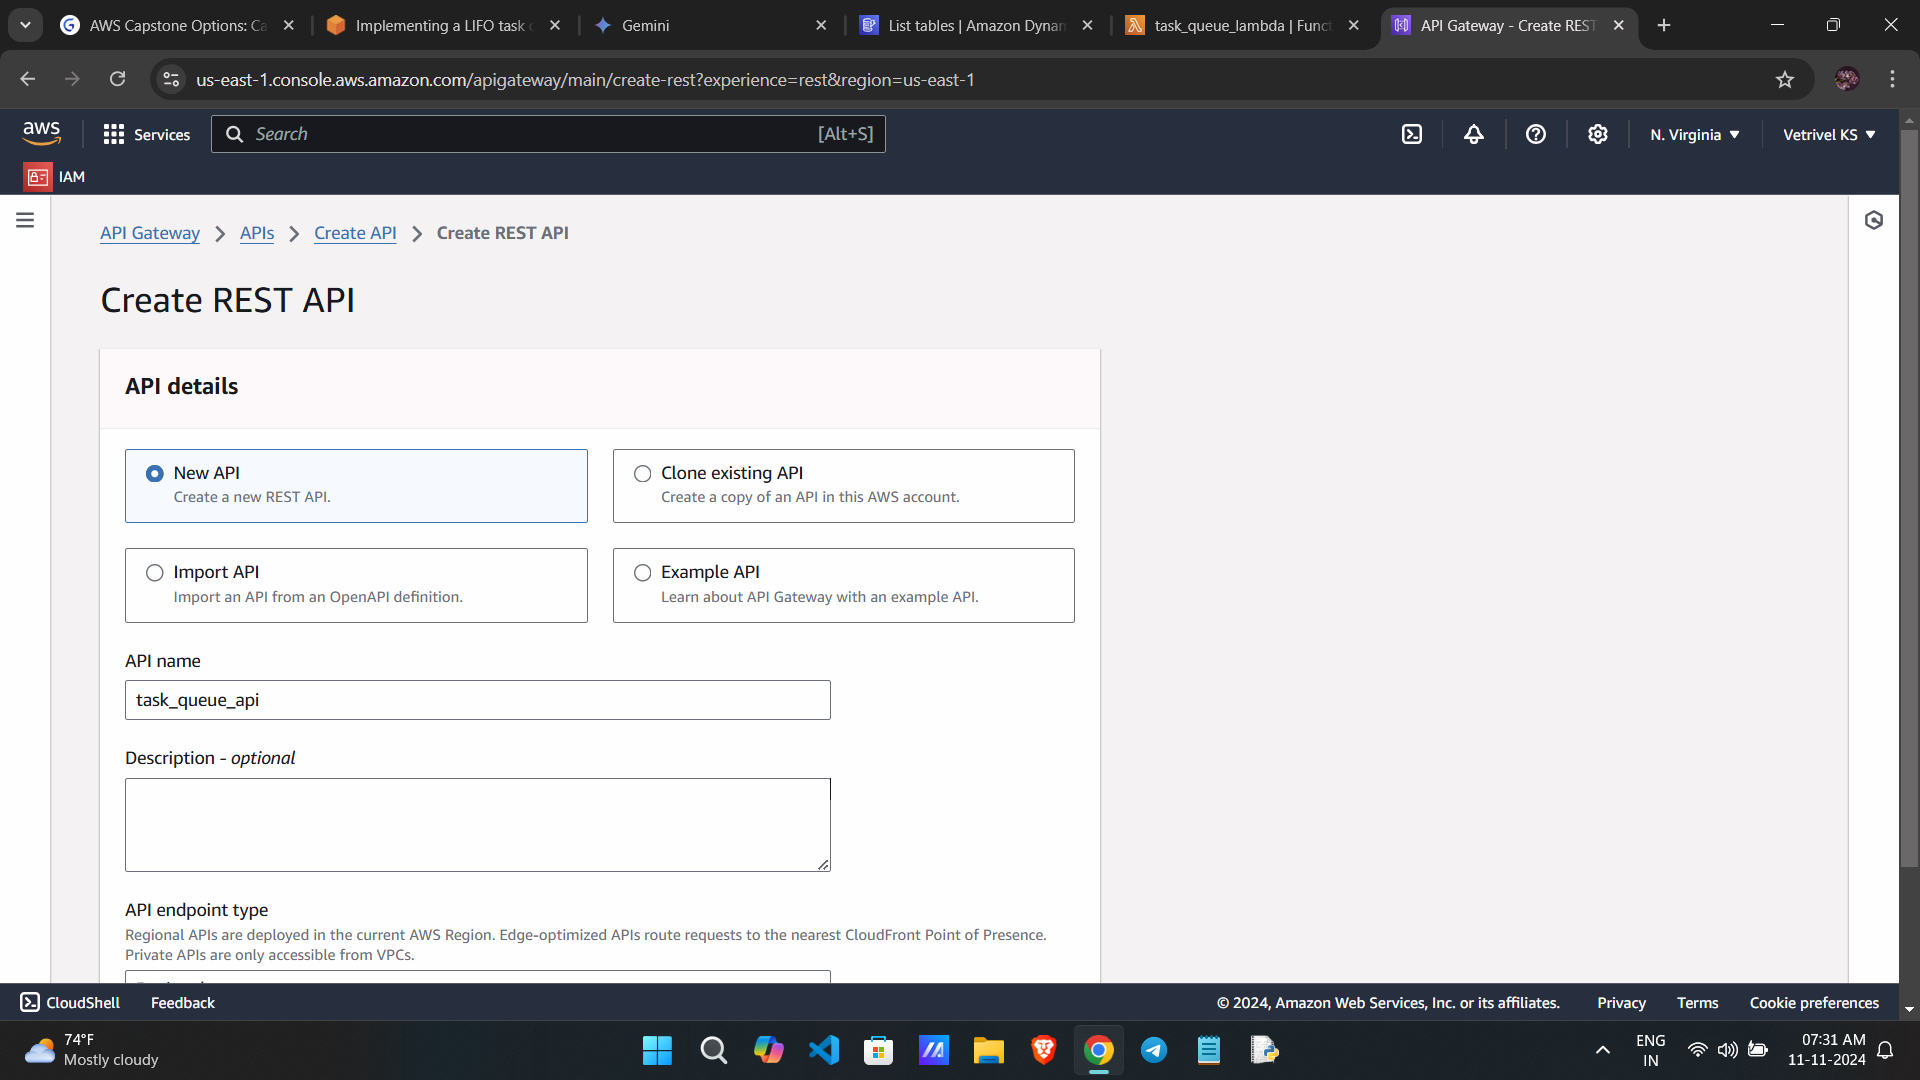 AWS Capstone Options: Ca
Implementing a LIFO task
Gemini
List tables | Amazon Dynam
task_queue_lambda | Funct
API Gateway - Create REST
us-east-1.console.aws.amazon.com/apigateway/main/create-rest?experience=rest&region=us-east-1
aws
Services
Search
[Alt+S]
N. Virginia
Vetrivel KS
IAM
API Gateway
APIs
Create API
Create REST API
Create REST API
API details
New API
Create a new REST API.
Clone existing API
Create a copy of an API in this AWS account.
Import API
Import an API from an OpenAPI definition.
Example API
Learn about API Gateway with an example API.
API name
task_queue_api
Description - optional
API endpoint type
Regional APIs are deployed in the current AWS Region. Edge-optimized APIs route requests to the nearest CloudFront Point of Presence.
Private APIs are only accessible from VPCs.
CloudShell
Feedback
© 2024, Amazon Web Services, Inc. or its affiliates.
Privacy
Terms
Cookie preferences
74°F
Mostly cloudy
ENG
IN
07:31 AM
11-11-2024